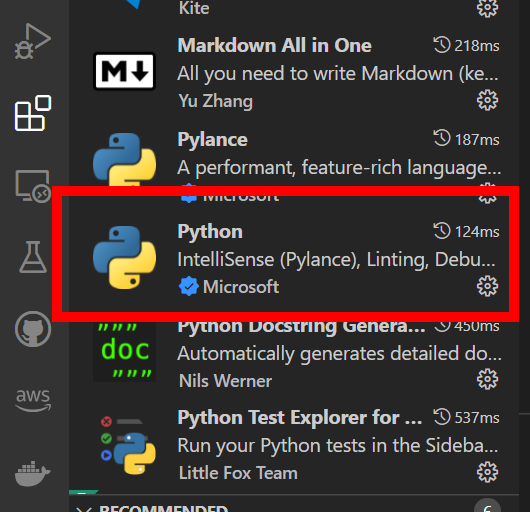 Kite
Markdown All in One 218ms
All you need to write Markdown (ke...
Yu Zhang
Pylance 187ms
A performant, feature-rich language...
Microsoft
Python 124ms
IntelliSense (Pylance), Linting, Debu...
Microsoft
Python Docstring Genera... 450ms
""" doc """
Automatically generates detailed do...
Nils Werner
Python Test Explorer for ... 537ms
Run your Python tests in the Sideba...
Little Fox Team
aws
RECOMMENDED 6